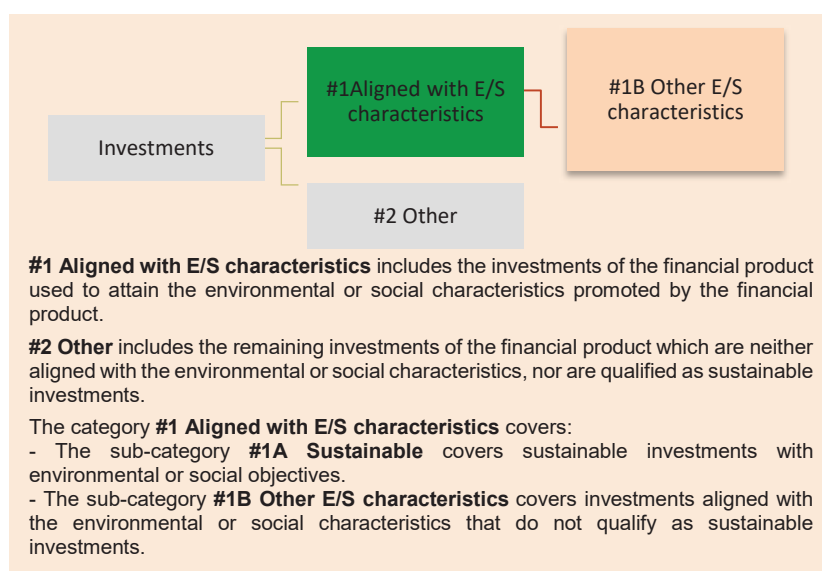 #1Aligned with E/S
characteristics
#1B Other E/S
characteristics
Investments
#2 Other
#1 Aligned with E/S characteristics includes the investments of the financial product
used to attain the environmental or social characteristics promoted by the financial
product.
#2 Other includes the remaining investments of the financial product which are neither
aligned with the environmental or social characteristics, nor are qualified as sustainable
investments.
The category #1 Aligned with E/S characteristics covers:
- The sub-category #1A Sustainable covers sustainable investments with
environmental or social objectives.
- The sub-category #1B Other E/S characteristics covers investments aligned with
the environmental or social characteristics that do not qualify as sustainable
investments.